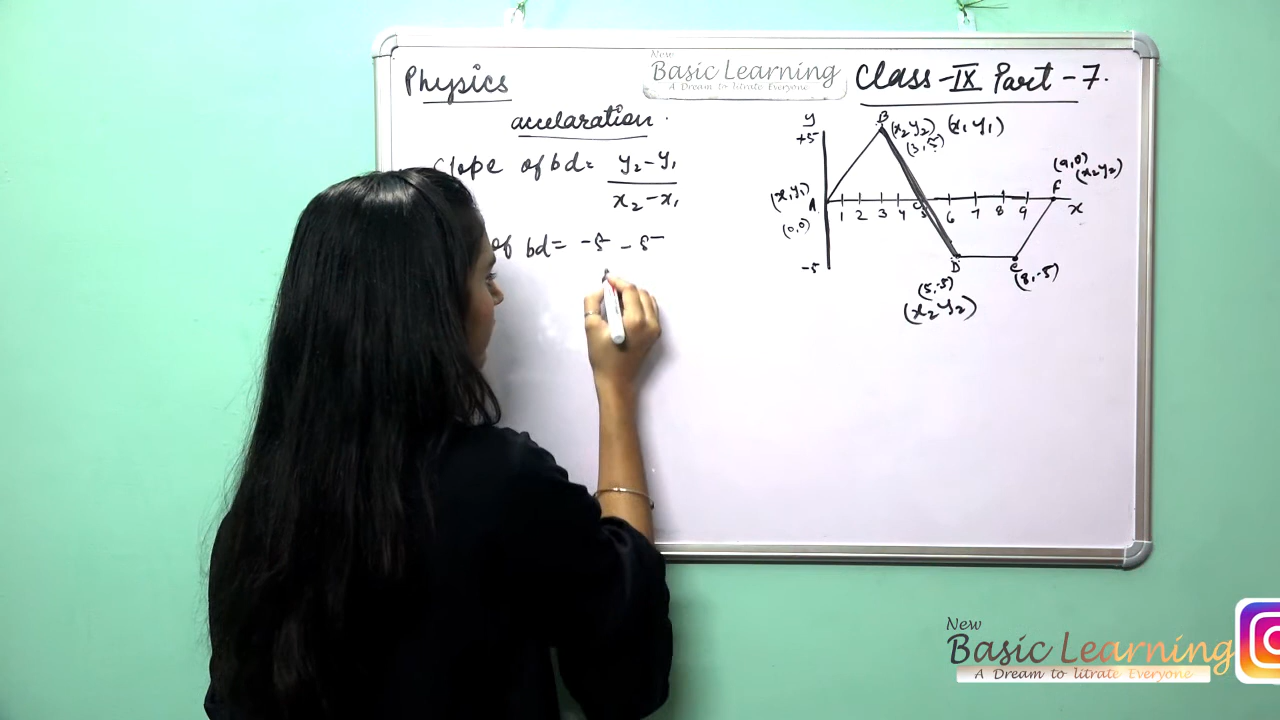 Physics
New
Basic Learning
A Dream to litrate Everyone
Class-IX Part-7.
accelaration.
slope of bd = y₂-y₁
x₂-x₁
of bd = -5 - 5
y
+5
B
(x₂ y₂) (x₁ y₁)
(3, 5)
(9,0)
(x₂ y₂)
F
(x, y₁)
A
(0,0)
1 2 3 4 5 6 7 8 9
x
-5
D
(5,-5)
(x₂ y₂)
e
(8,-5)
New
Basic Learning
A Dream to litrate Everyone